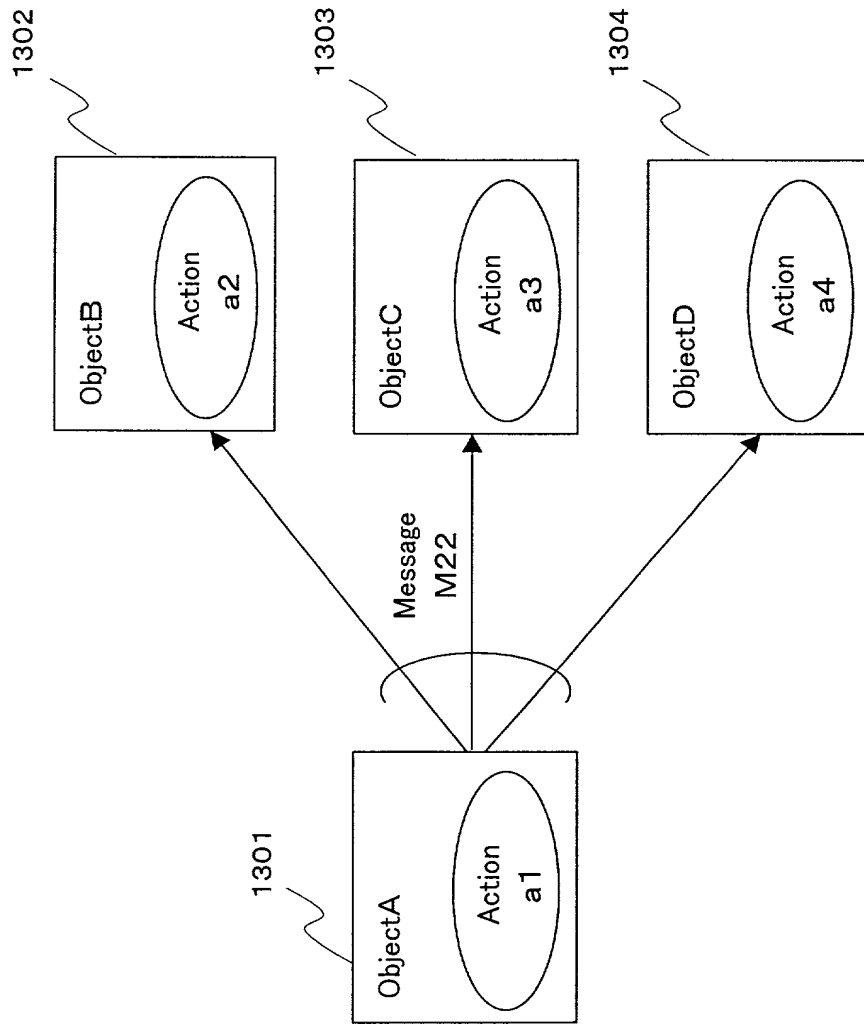 1301
ObjectA
Action
a1
Message
M22
1302
ObjectB
Action
a2
1303
ObjectC
Action
a3
1304
ObjectD
Action
a4